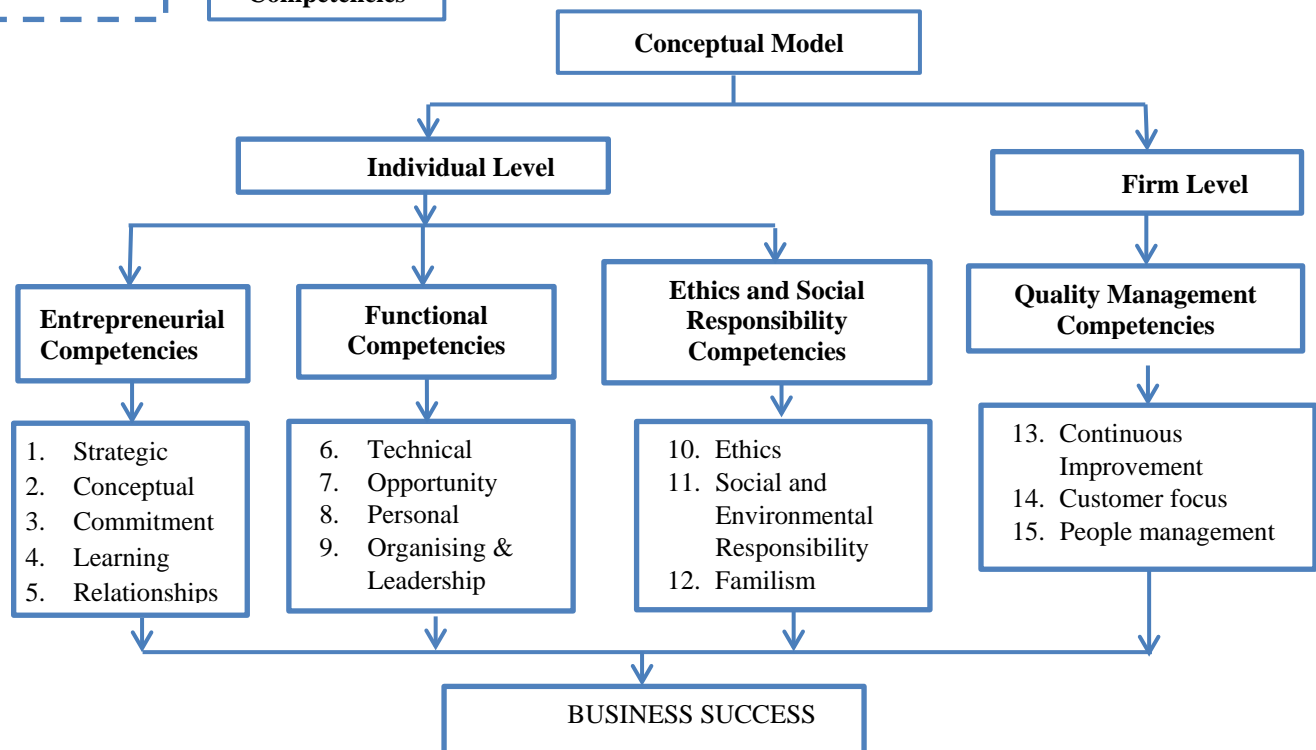 Competencies
Conceptual Model
Individual Level
Firm Level
Entrepreneurial
Competencies
Functional
Competencies
Ethics and Social
Responsibility
Competencies
Quality Management
Competencies
1. Strategic
2. Conceptual
3. Commitment
4. Learning
5. Relationships
6. Technical
7. Opportunity
8. Personal
9. Organising &
Leadership
10. Ethics
11. Social and
Environmental
Responsibility
12. Familism
13. Continuous
Improvement
14. Customer focus
15. People management
BUSINESS SUCCESS